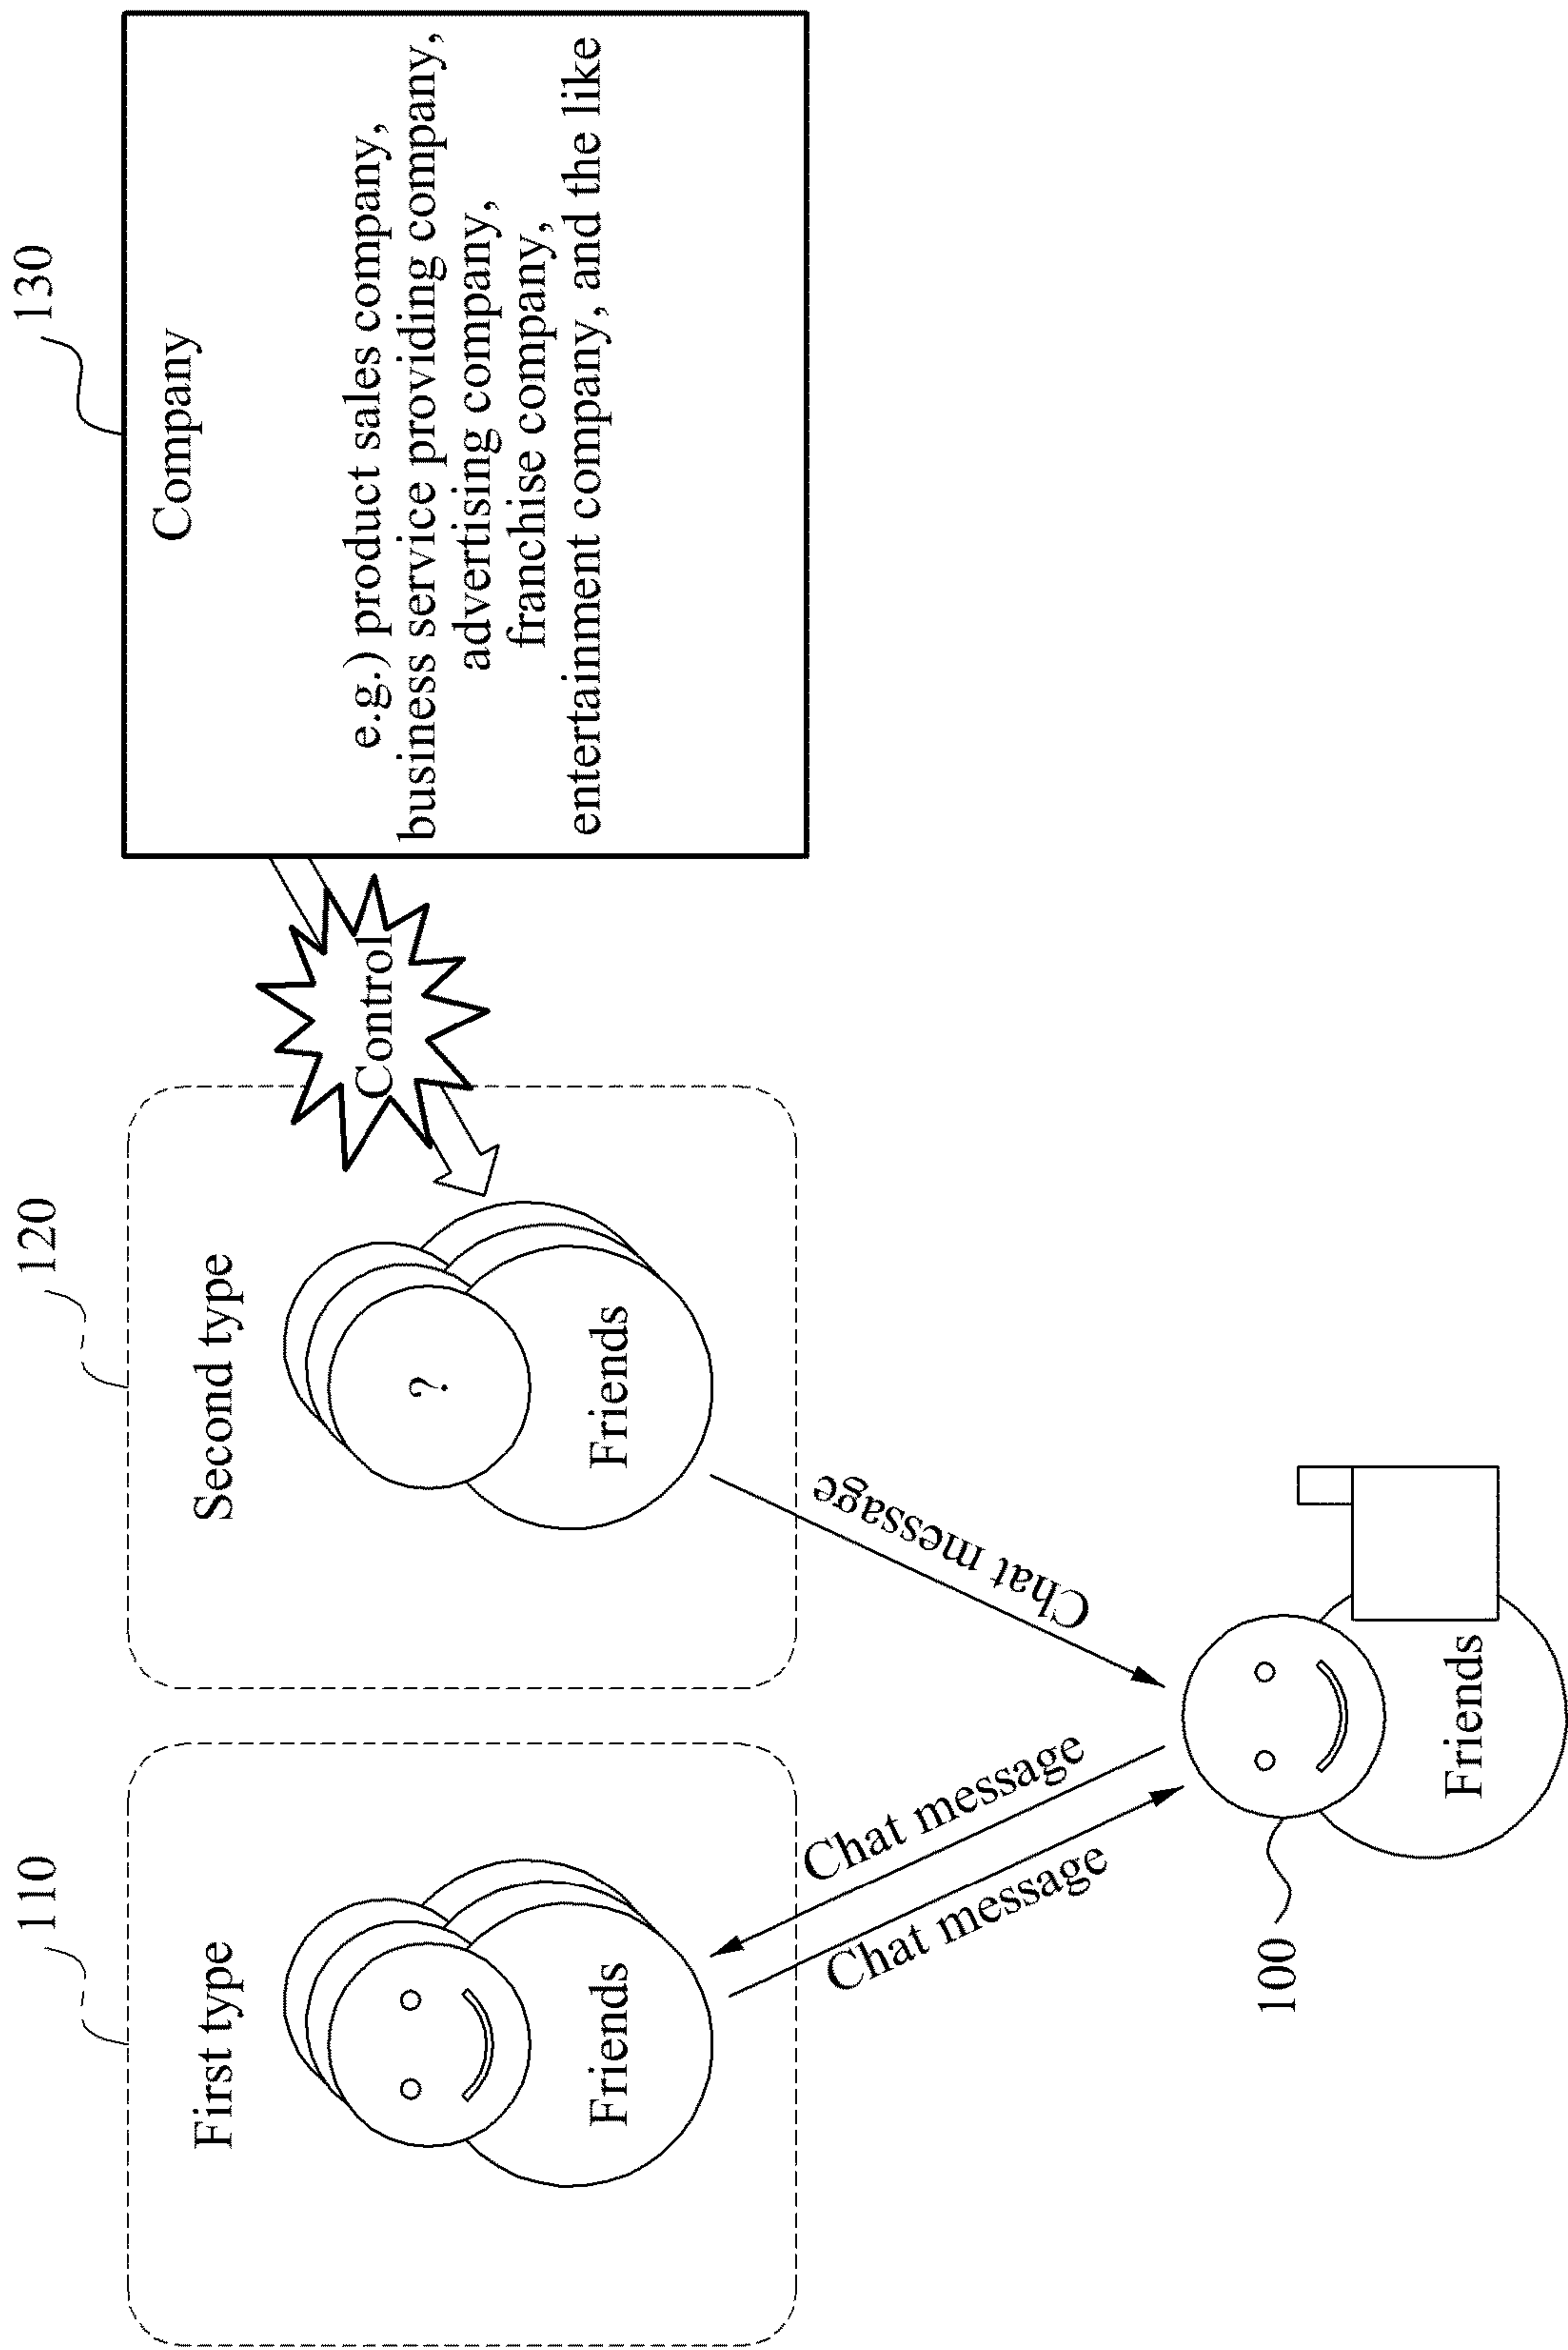 110
First type
Friends
120
Second type
?
Friends
Control
130
Company
e.g.) product sales company,
business service providing company,
advertising company,
franchise company,
entertainment company, and the like
Chat message
Chat message
Chat message
100
Friends